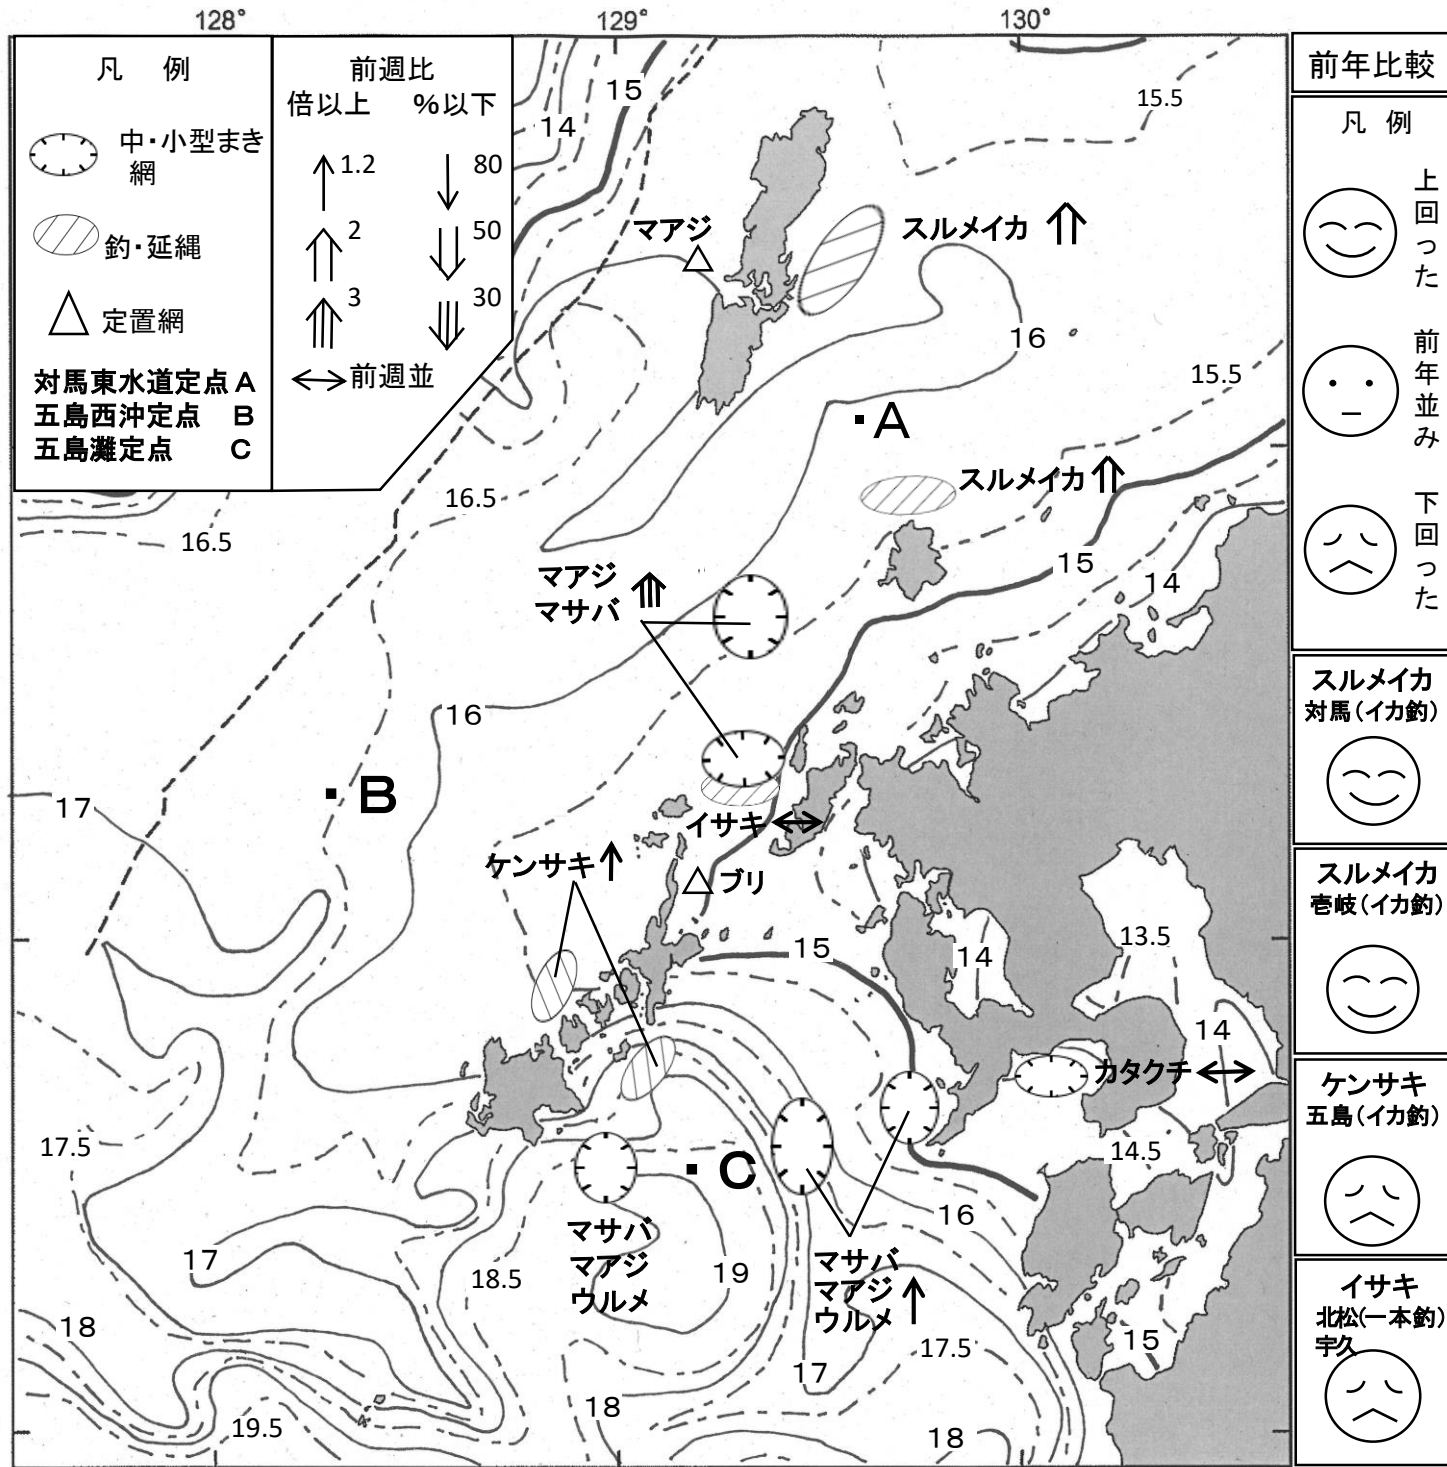 128°
129°
130°
凡 例
中・小型まき
網
釣・延縄
定置網
対馬東水道定点 A
五島西沖定点 B
五島灘定点 C
前週比
倍以上 %以下
1.2
80
2
50
3
30
前週並
15
14
15.5
マアジ
スルメイカ
16
15.5
A
スルメイカ
16.5
16.5
マアジ
マサバ
15
14
16
17
B
イサキ
ケンサキ
ブリ
15
14
13.5
14
カタクチ
17.5
14.5
C
16
マサバ
マアジ
ウルメ
マサバ
マアジ
ウルメ
17
18.5
19
18
17
17.5
15
18
19.5
18
前年比較
凡 例
上回った
前年並み
下回った
スルメイカ
対馬(イカ釣)
スルメイカ
壱岐(イカ釣)
ケンサキ
五島(イカ釣)
イサキ
北松(一本釣)
宇久